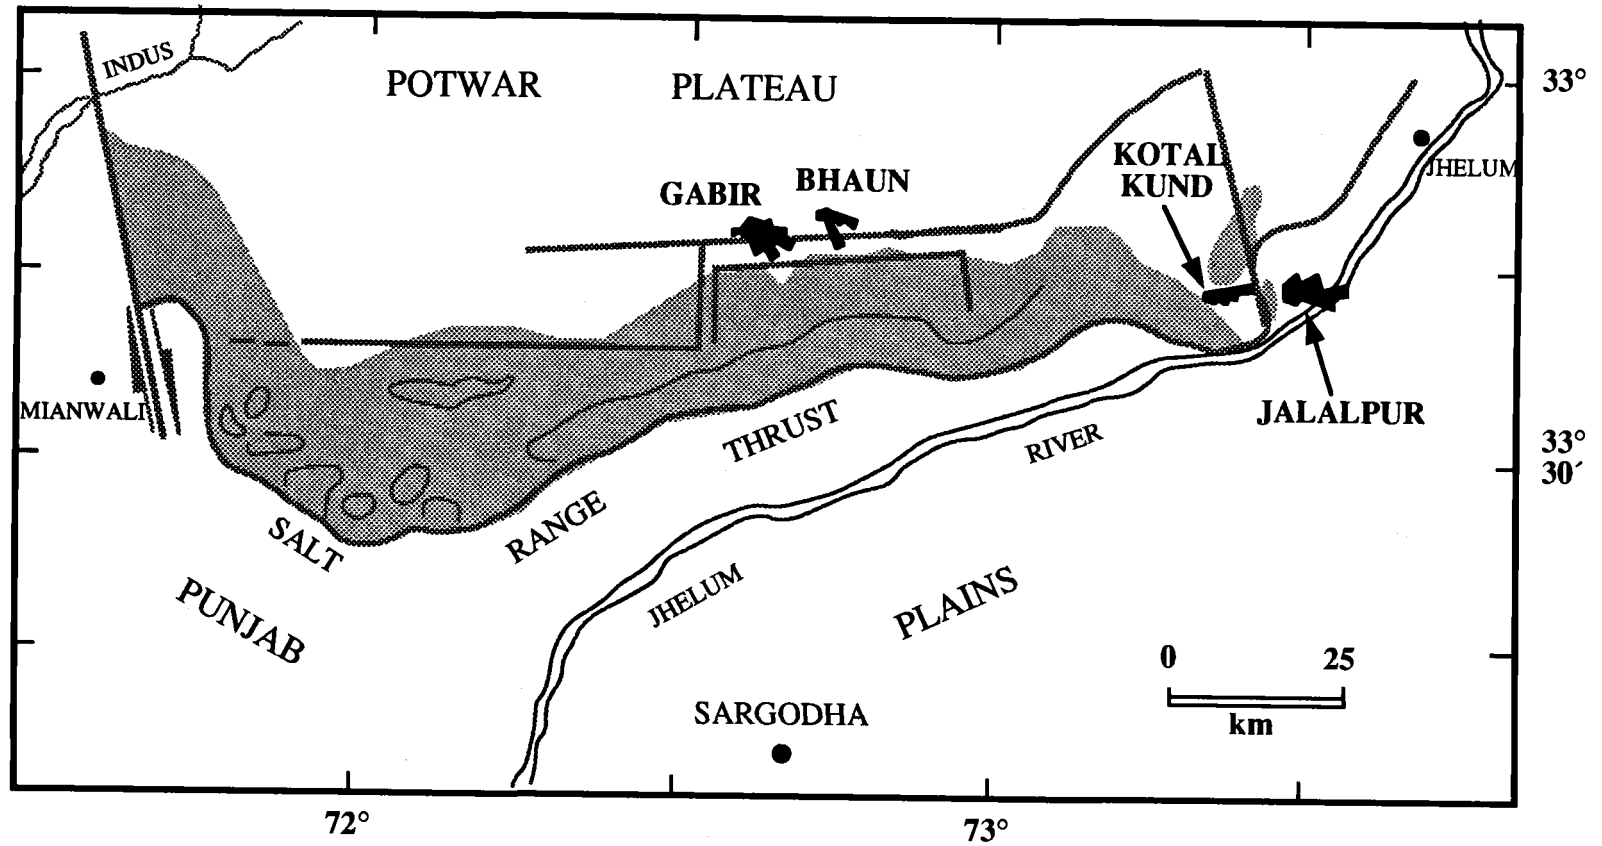 INDUS
POTWAR PLATEAU
33°
KOTAL
KUND
JHELUM
GABIR
BHAUN
MIANWALI
JALALPUR
THRUST
RIVER
33°
30´
RANGE
SALT
PUNJAB
JHELUM
PLAINS
0 25
km
SARGODHA
72° 73°